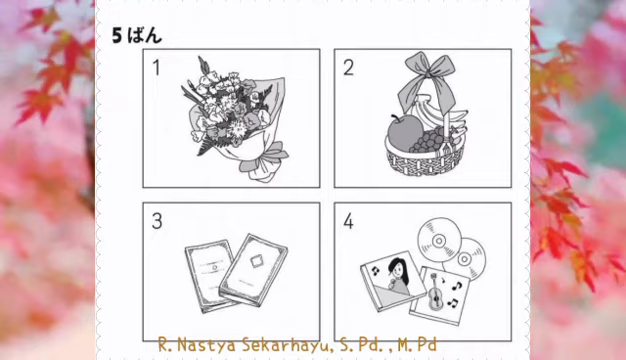 5ばん
1
2
3
4
R. Nastya Sekarhayu, S. Pd. , M. Pd